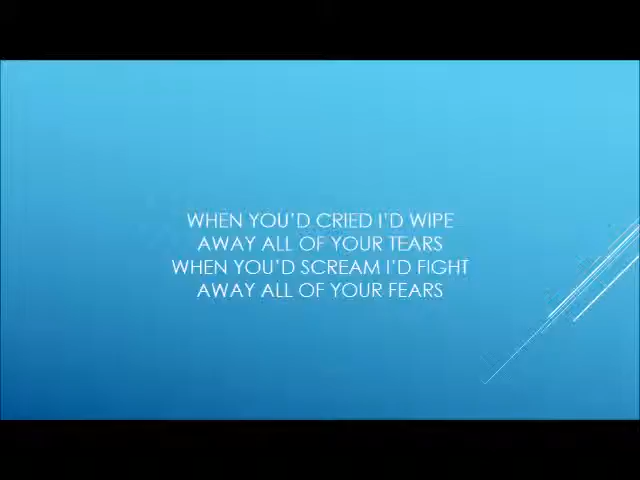 WHEN YOU'D CRIED I'D WIPE
AWAY ALL OF YOUR TEARS
WHEN YOU'D SCREAM I'D FIGHT
AWAY ALL OF YOUR FEARS